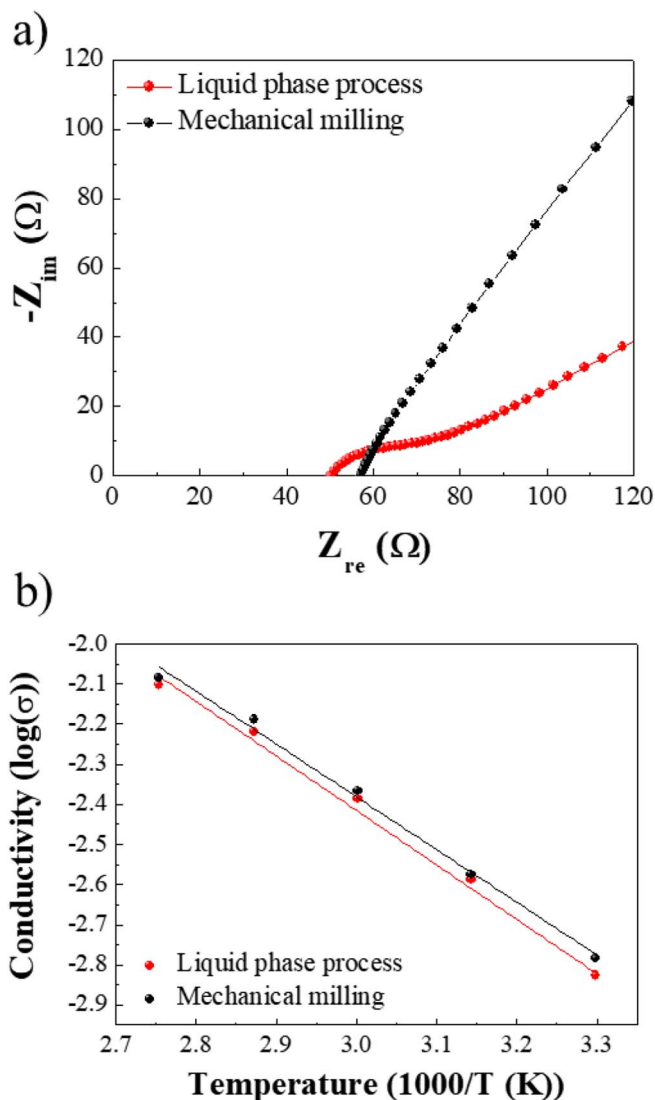 a)
120
100
80
60
40
20
0
-Z_im (Ω)
Liquid phase process
Mechanical milling
0 20 40 60 80 100 120
Z_re (Ω)
b)
-2.0
-2.1
-2.2
-2.3
-2.4
-2.5
-2.6
-2.7
-2.8
-2.9
Conductivity (log(σ))
Liquid phase process
Mechanical milling
2.7 2.8 2.9 3.0 3.1 3.2 3.3
Temperature (1000/T (K))